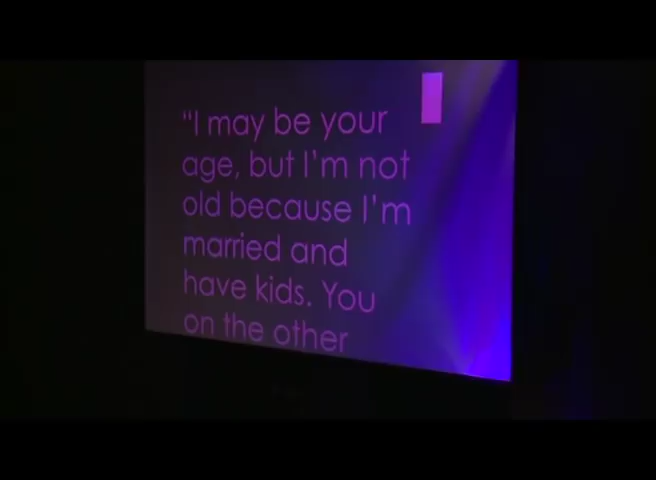 "I may be your
age, but I'm not
old because I'm
married and
have kids. You
on the other